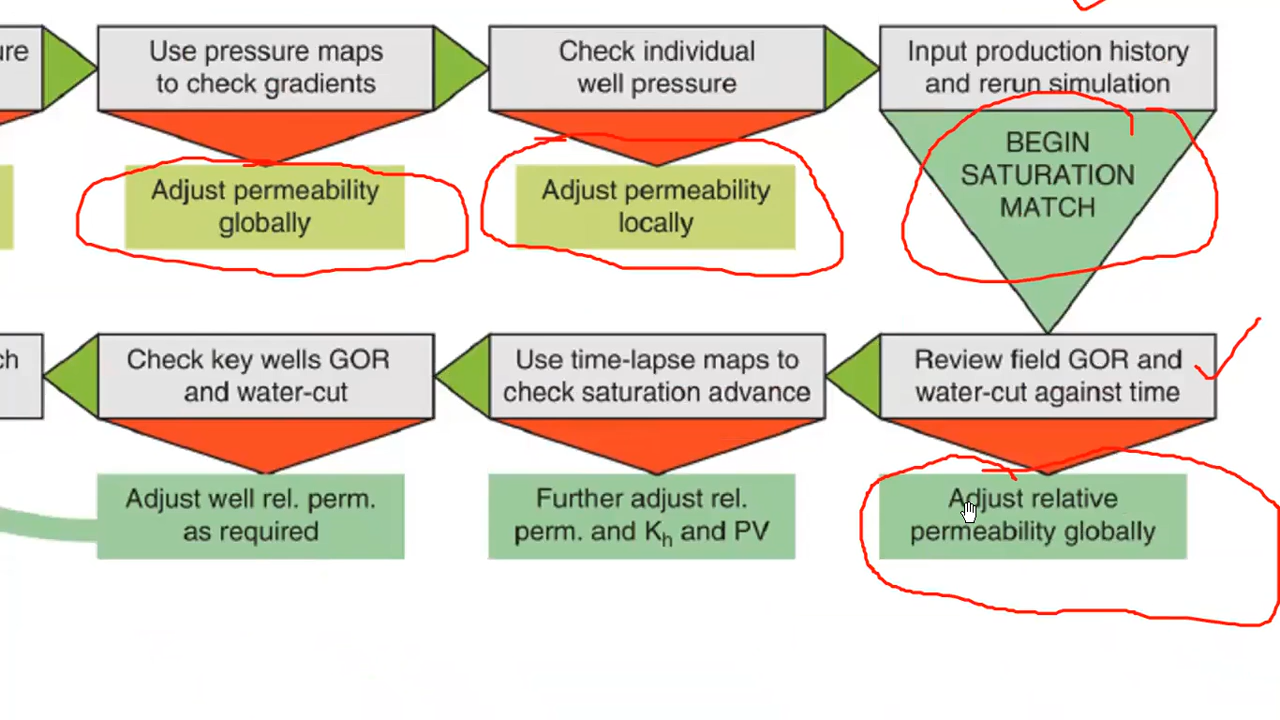 ure
Use pressure maps
to check gradients
Check individual
well pressure
Input production history
and rerun simulation
Adjust permeability
globally
Adjust permeability
locally
BEGIN
SATURATION
MATCH
ch
Check key wells GOR
and water-cut
Use time-lapse maps to
check saturation advance
Review field GOR and
water-cut against time
Adjust well rel. perm.
as required
Further adjust rel.
perm. and Kh and PV
Adjust relative
permeability globally